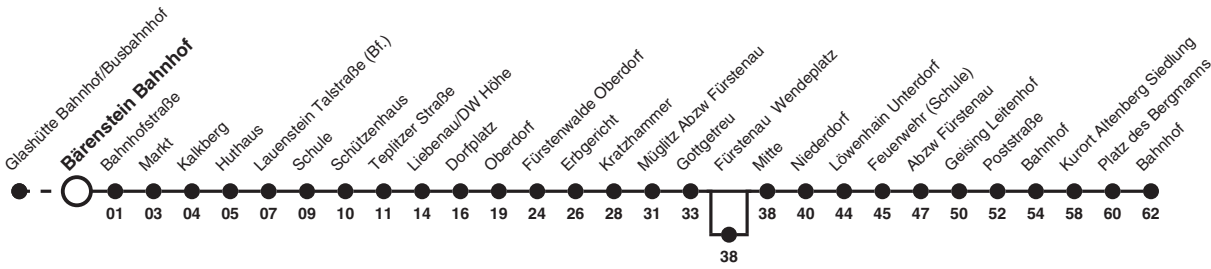 Glashütte Bahnhof/Busbahnhof
Bärenstein Bahnhof
Bahnhofstraße
Markt
Kalkberg
Huthaus
Lauenstein Talstraße (Bf.)
Schule
Schützenhaus
Teplitzer Straße
Liebenau/DW Höhe
Dorfplatz
Oberdorf
Fürstenwalde Oberdorf
Erbgericht
Kratzhammer
Müglitz Abzw Fürstenau
Gottgetreu
Fürstenau Wendeplatz
Mitte
Niederdorf
Löwenhain Unterdorf
Feuerwehr (Schule)
Abzw Fürstenau
Geising Leitenhof
Poststraße
Bahnhof
Kurort Altenberg Siedlung
Platz des Bergmanns
Bahnhof
01 03 04 05 07 09 10 11 14 16 19 24 26 28 31 33 38 40 44 45 47 50 52 54 58 60 62
38